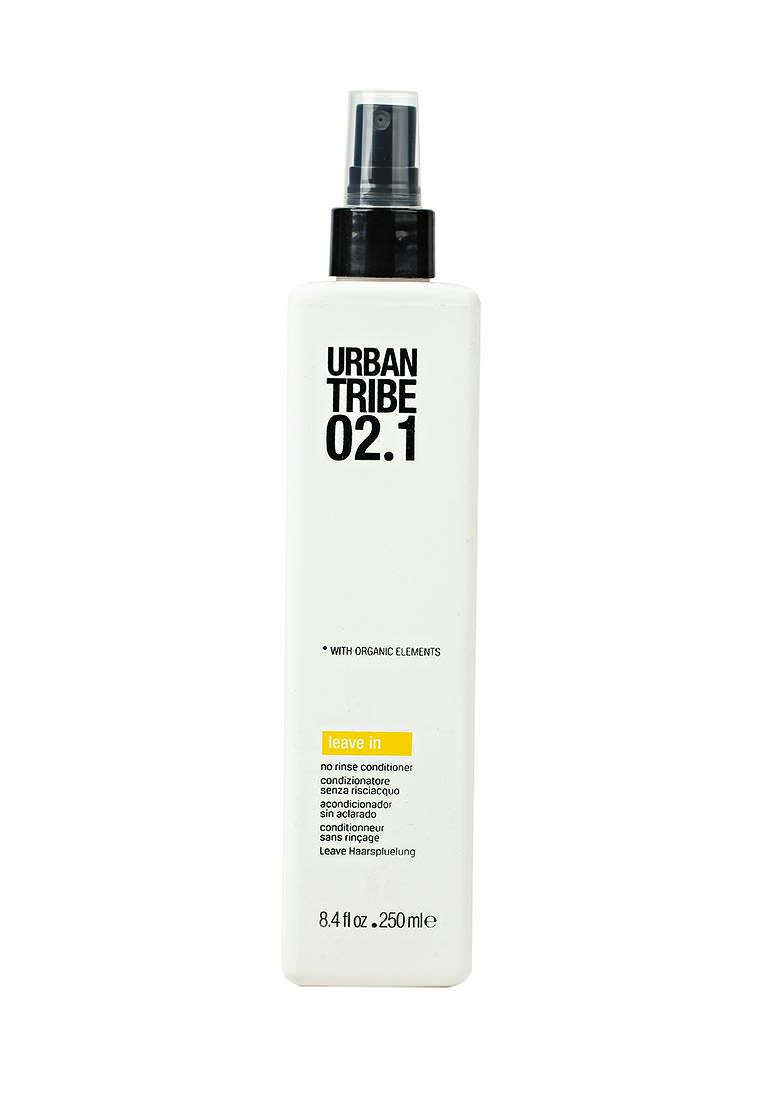 URBAN
TRIBE
02.1
• WITH ORGANIC ELEMENTS
leave in
no rinse conditioner
condizionatore
senza risciacquo
acondicionador
sin aclarado
conditionneur
sans rinçage
Leave Haarspluelung
8.4 fl oz . 250 ml e